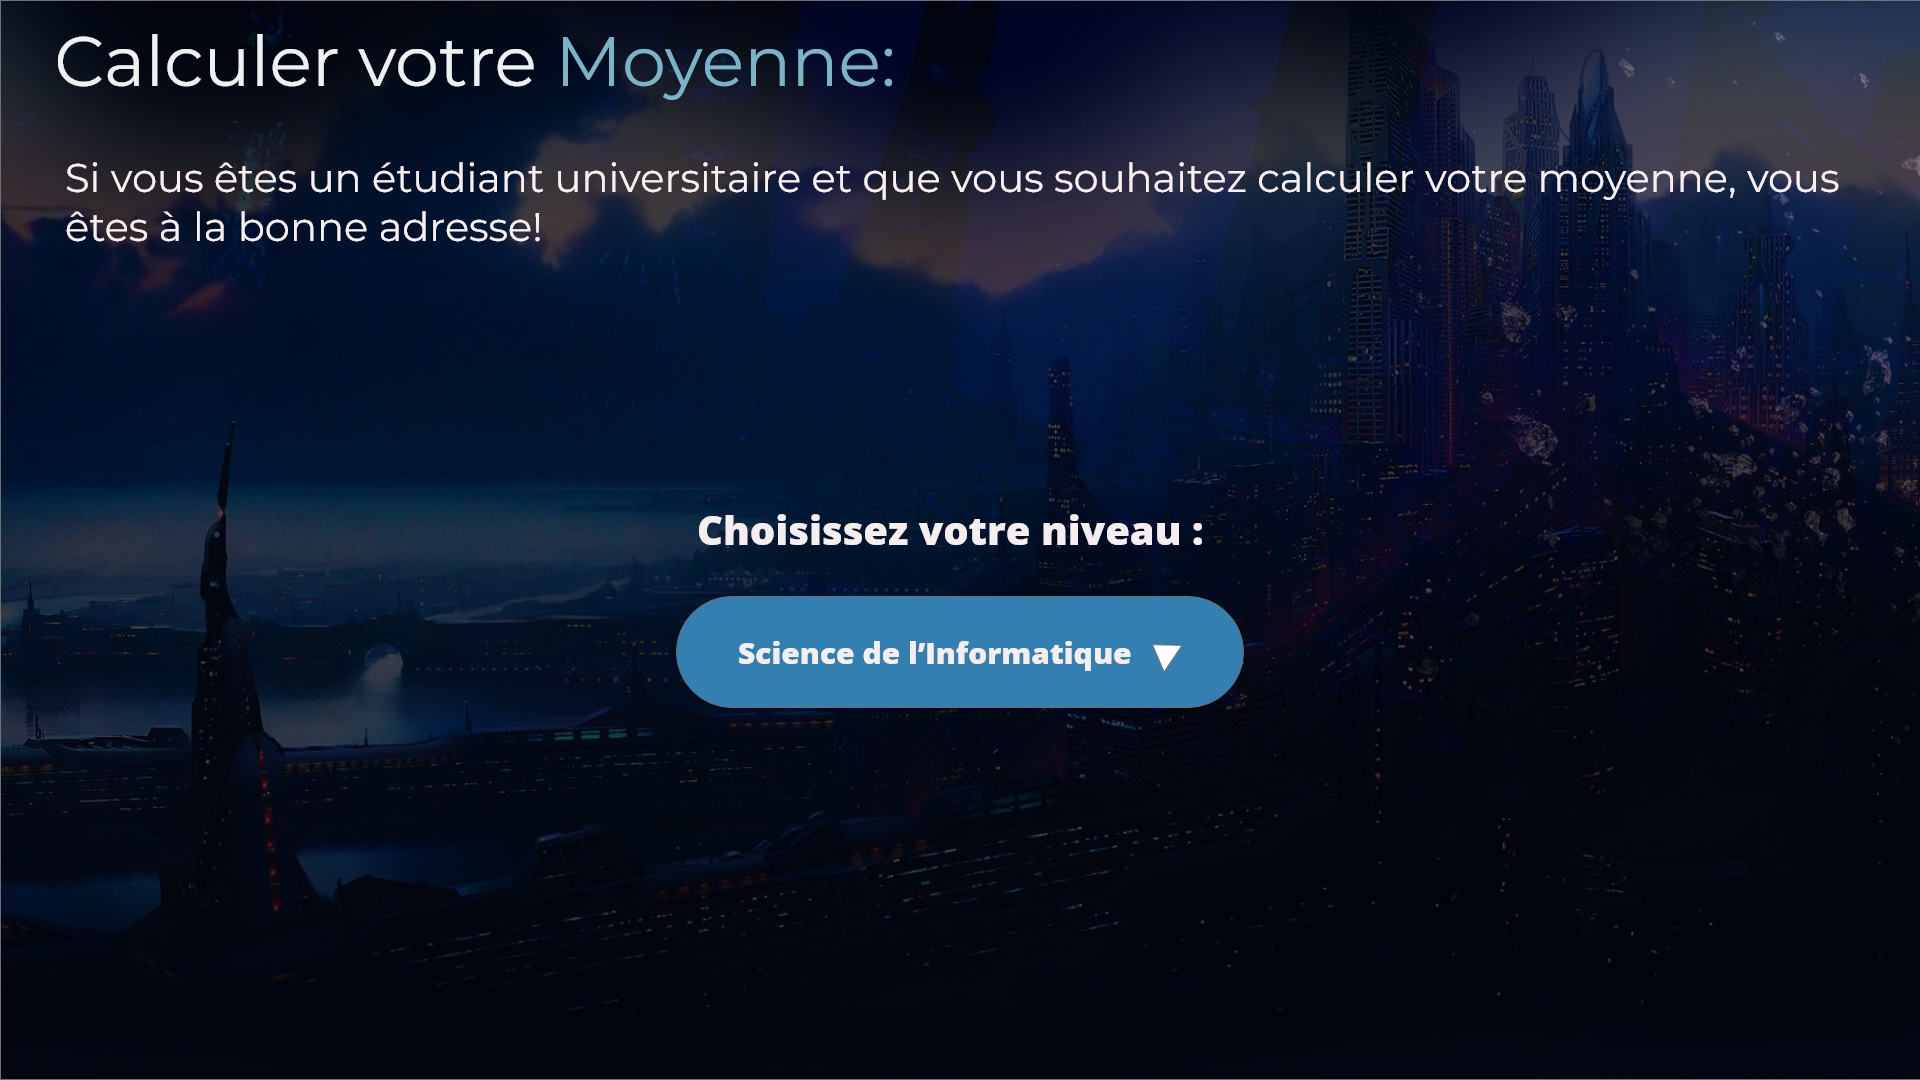 Calculer votre Moyenne:
Si vous êtes un étudiant universitaire et que vous souhaitez calculer votre moyenne, vous
êtes à la bonne adresse!
Choisissez votre niveau :
Science de l’Informatique